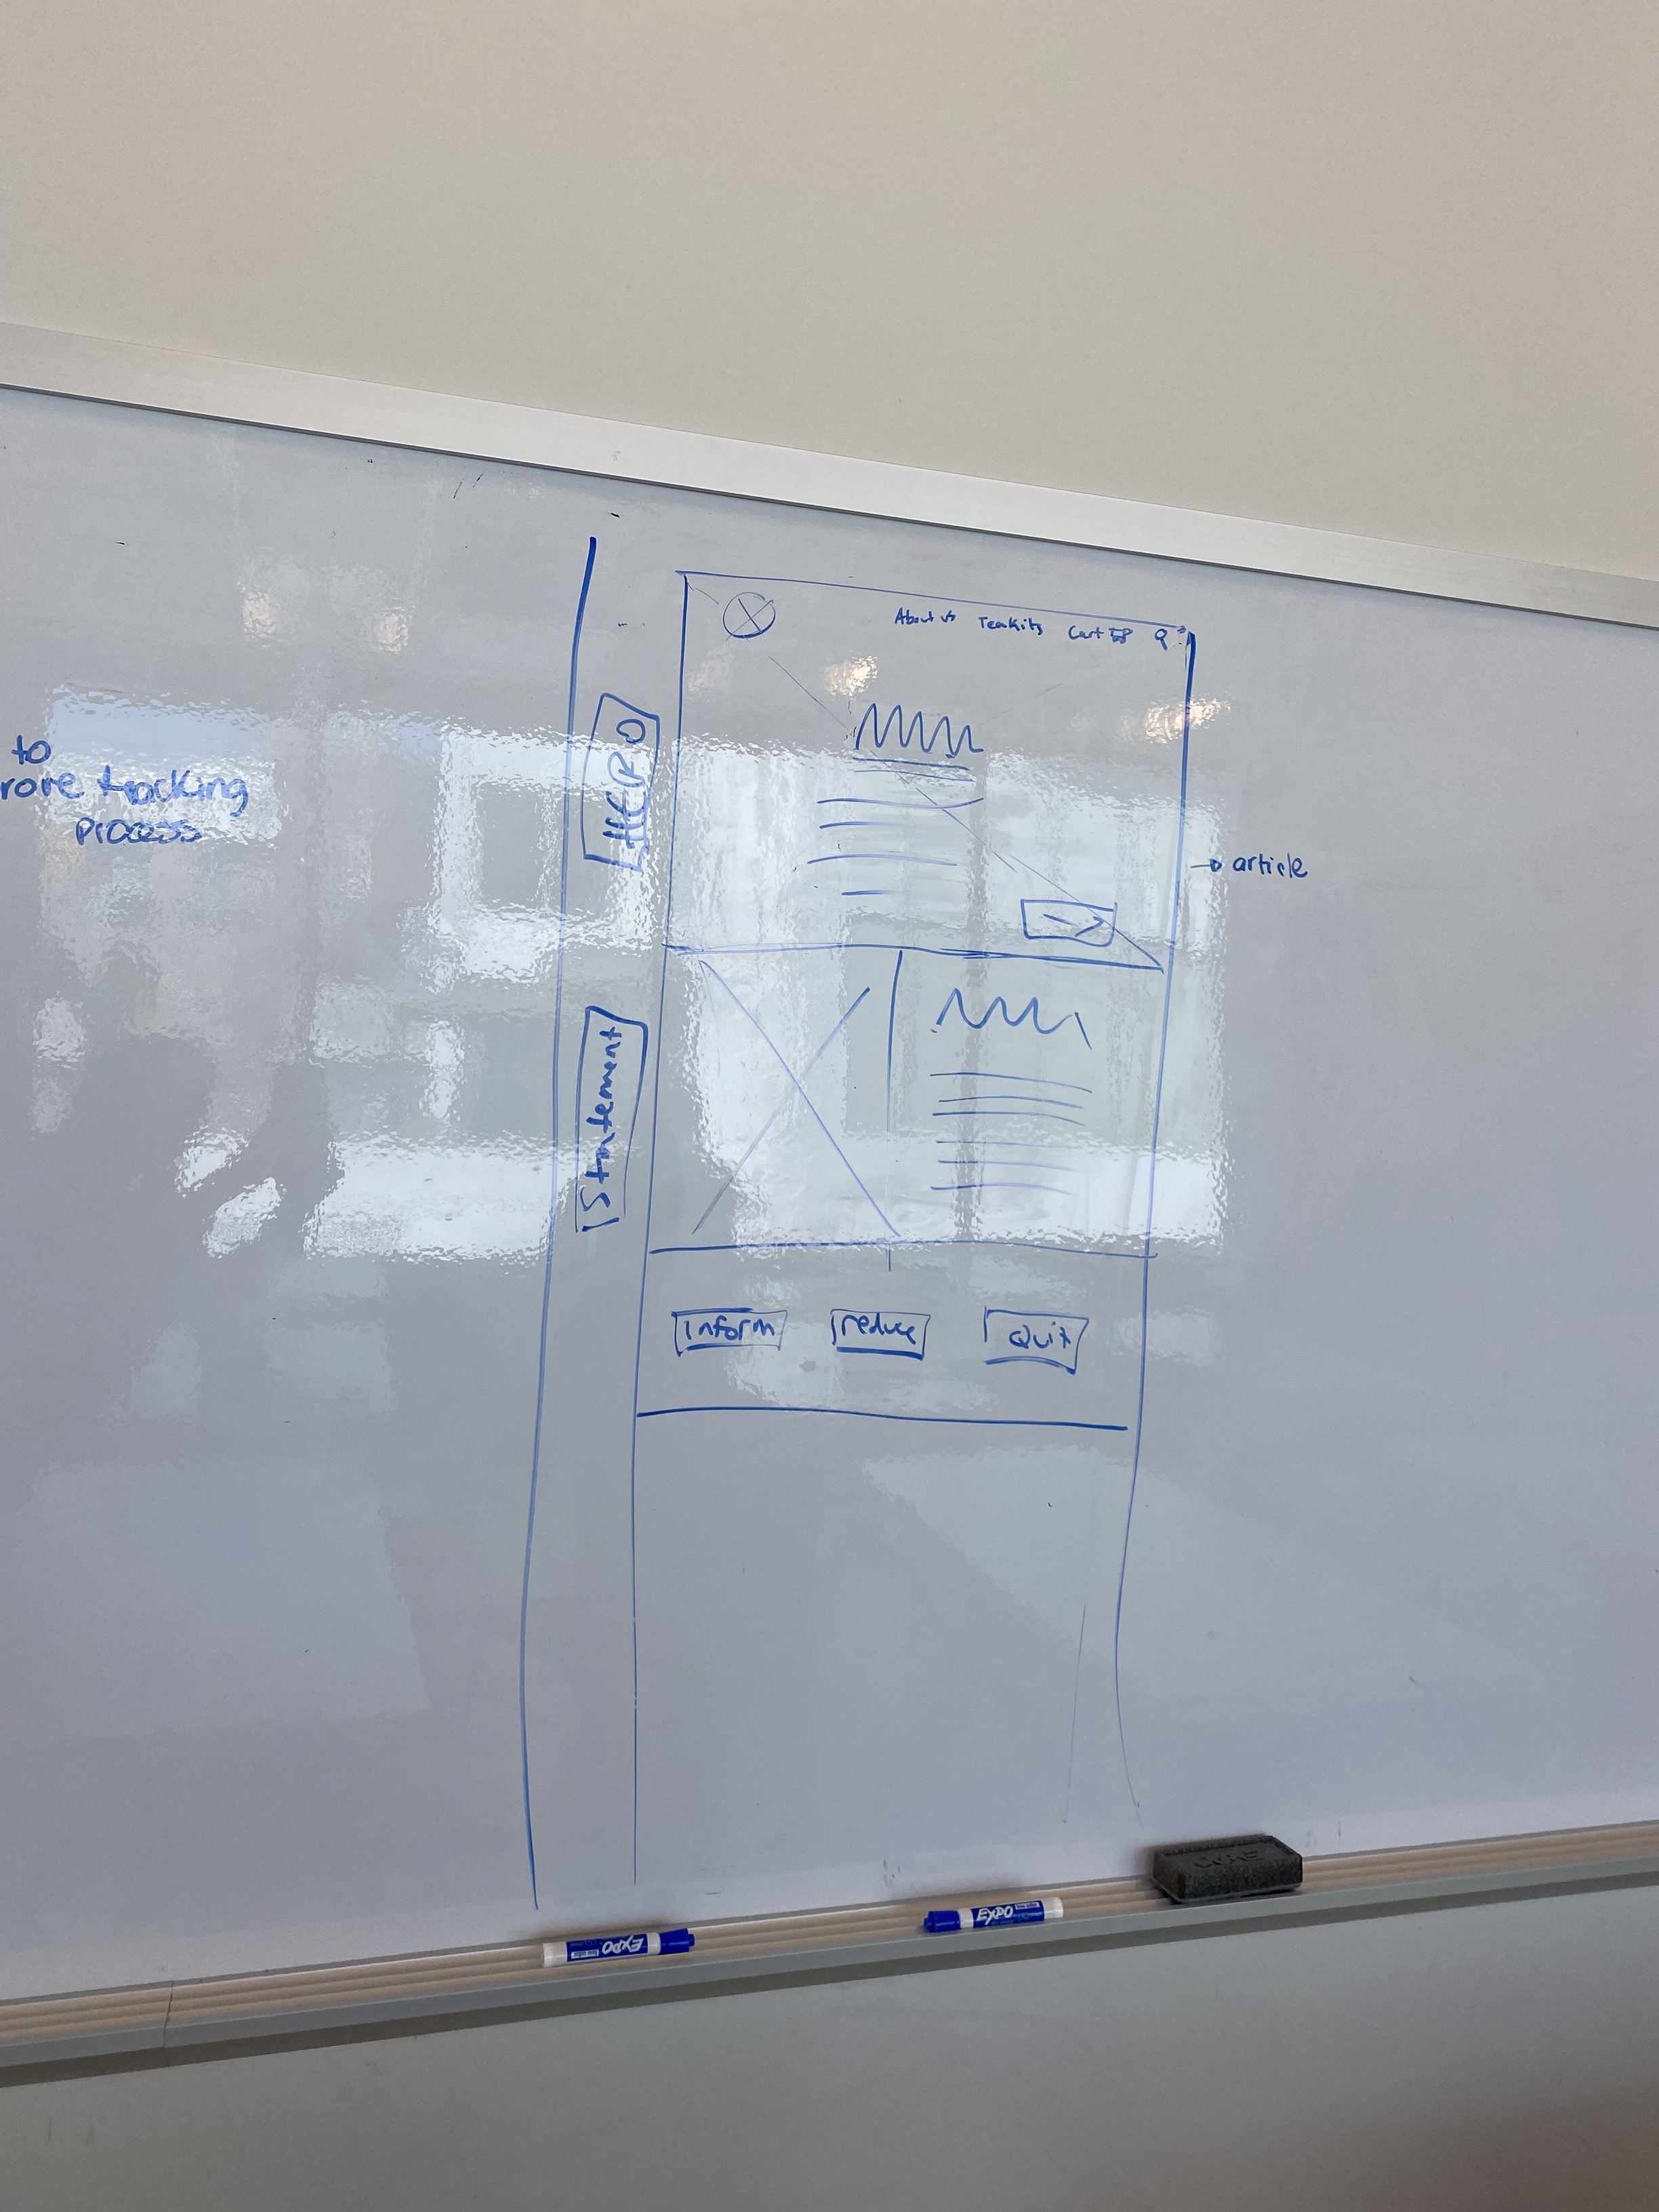 to
rove tracking
process
HERO
About us Teakits Cart
article
Statement
Inform reduce Quit
EXPO
EXPO